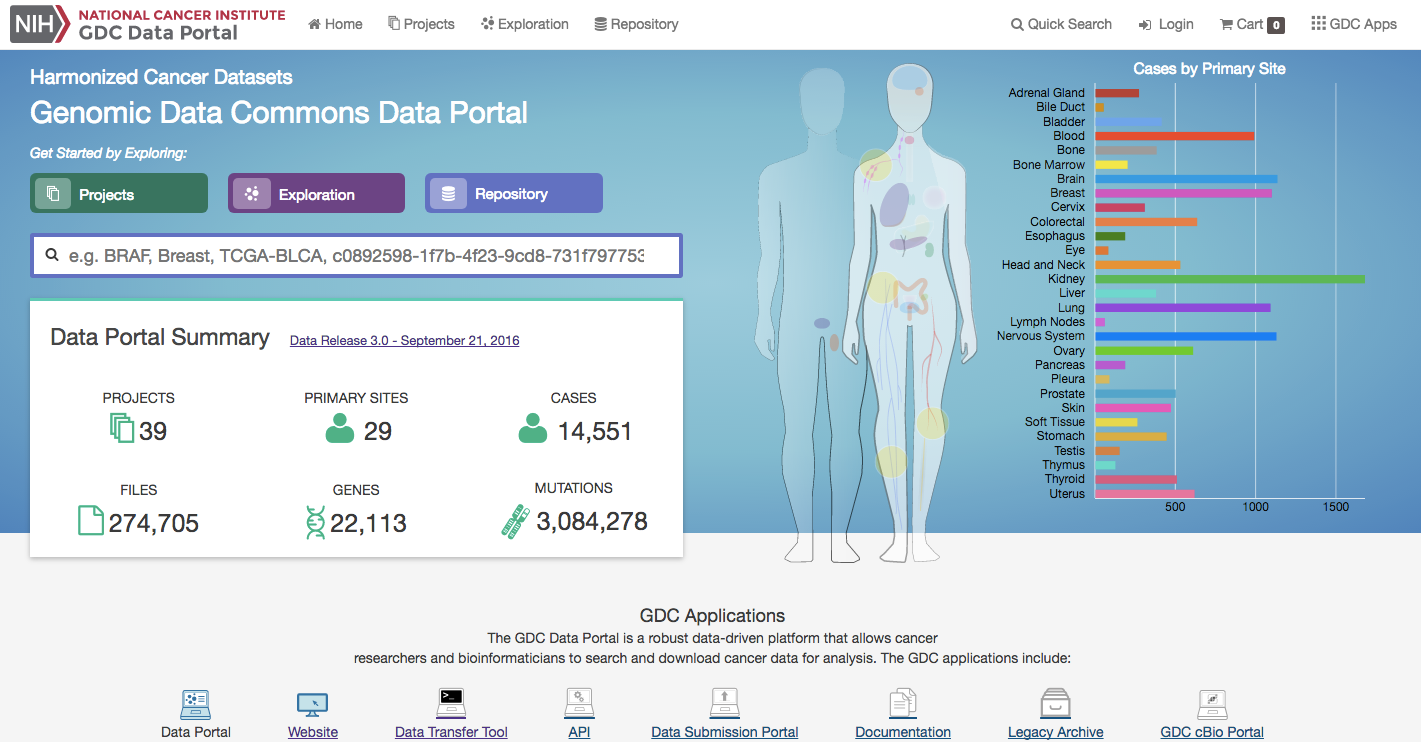 NIH NATIONAL CANCER INSTITUTE
GDC Data Portal
Home Projects Exploration Repository
Quick Search Login Cart 0 GDC Apps
Harmonized Cancer Datasets
Genomic Data Commons Data Portal
Get Started by Exploring:
Projects Exploration Repository
e.g. BRAF, Breast, TCGA-BLCA, c0892598-1f7b-4f23-9cd8-731f797753
Data Portal Summary Data Release 3.0 - September 21, 2016
PROJECTS PRIMARY SITES CASES
39 29 14,551
FILES GENES MUTATIONS
274,705 22,113 3,084,278
Cases by Primary Site
Adrenal Gland
Bile Duct
Bladder
Blood
Bone
Bone Marrow
Brain
Breast
Cervix
Colorectal
Esophagus
Eye
Head and Neck
Kidney
Liver
Lung
Lymph Nodes
Nervous System
Ovary
Pancreas
Pleura
Prostate
Skin
Soft Tissue
Stomach
Testis
Thymus
Thyroid
Uterus
500 1000 1500
GDC Applications
The GDC Data Portal is a robust data-driven platform that allows cancer
researchers and bioinformaticians to search and download cancer data for analysis. The GDC applications include:
Data Portal Website Data Transfer Tool API Data Submission Portal Documentation Legacy Archive GDC cBio Portal